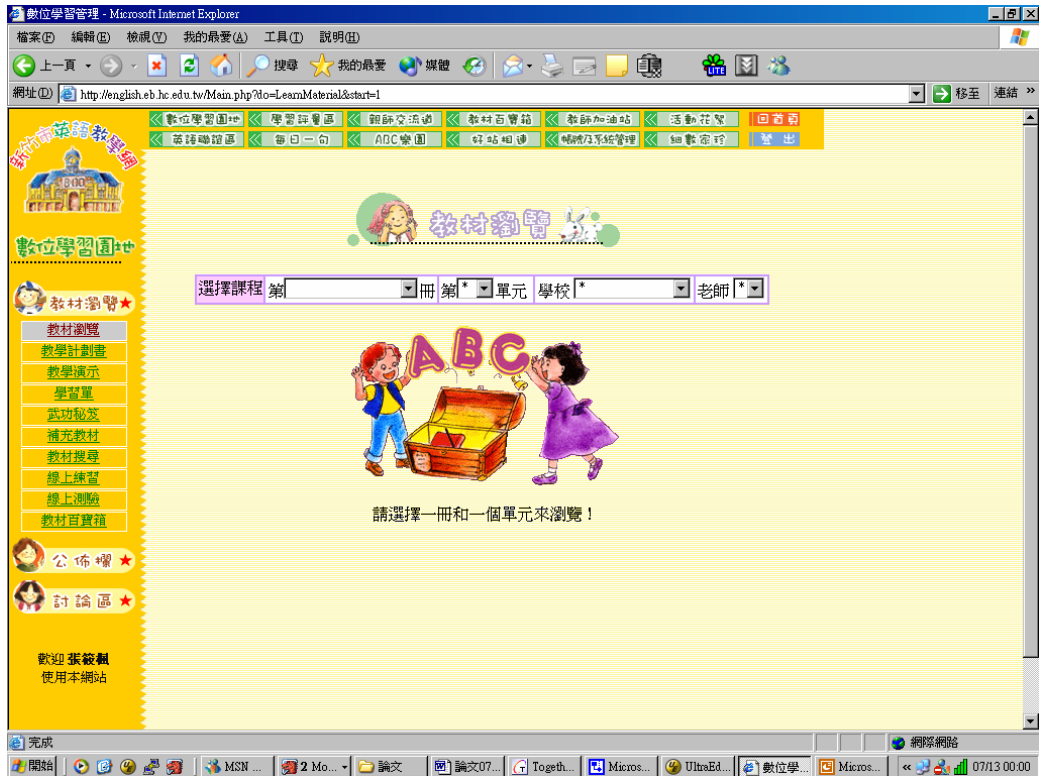 數位學習管理 - Microsoft Internet Explorer
檔案(F) 編輯(E) 檢視(V) 我的最愛(A) 工具(T) 說明(H)
上一頁 搜尋 我的最愛 媒體
網址(D) http://english.eb.hc.edu.tw/Main.php?do=LearnMaterial&start=1 移至 連結 »
數位學習園地 學習評量區 親師交流道 教材百寶箱 教師加油站 活動花絮 回首頁
英語聯誼區 每日一句 ABC樂園 好站相連 帳號及系統管理 細數家珍 登出
新竹市英語教學網
數位學習園地
教材瀏覽
選擇課程 第 冊 第 * 單元 學校 * 老師 *
教材瀏覽★
教材瀏覽
教學計劃書
教學演示
學習單
武功秘笈
補充教材
教材搜尋
線上練習
線上測驗
教材百寶箱
ABC
請選擇一冊和一個單元來瀏覽！
公佈欄★
討論區★
歡迎 張筱楓
使用本網站
完成 網際網路
開始 MSN ... 2 Mo... 論文 論文07... Togeth... Micros... UltraEd... 數位學... Micros... « 07/13 00:00